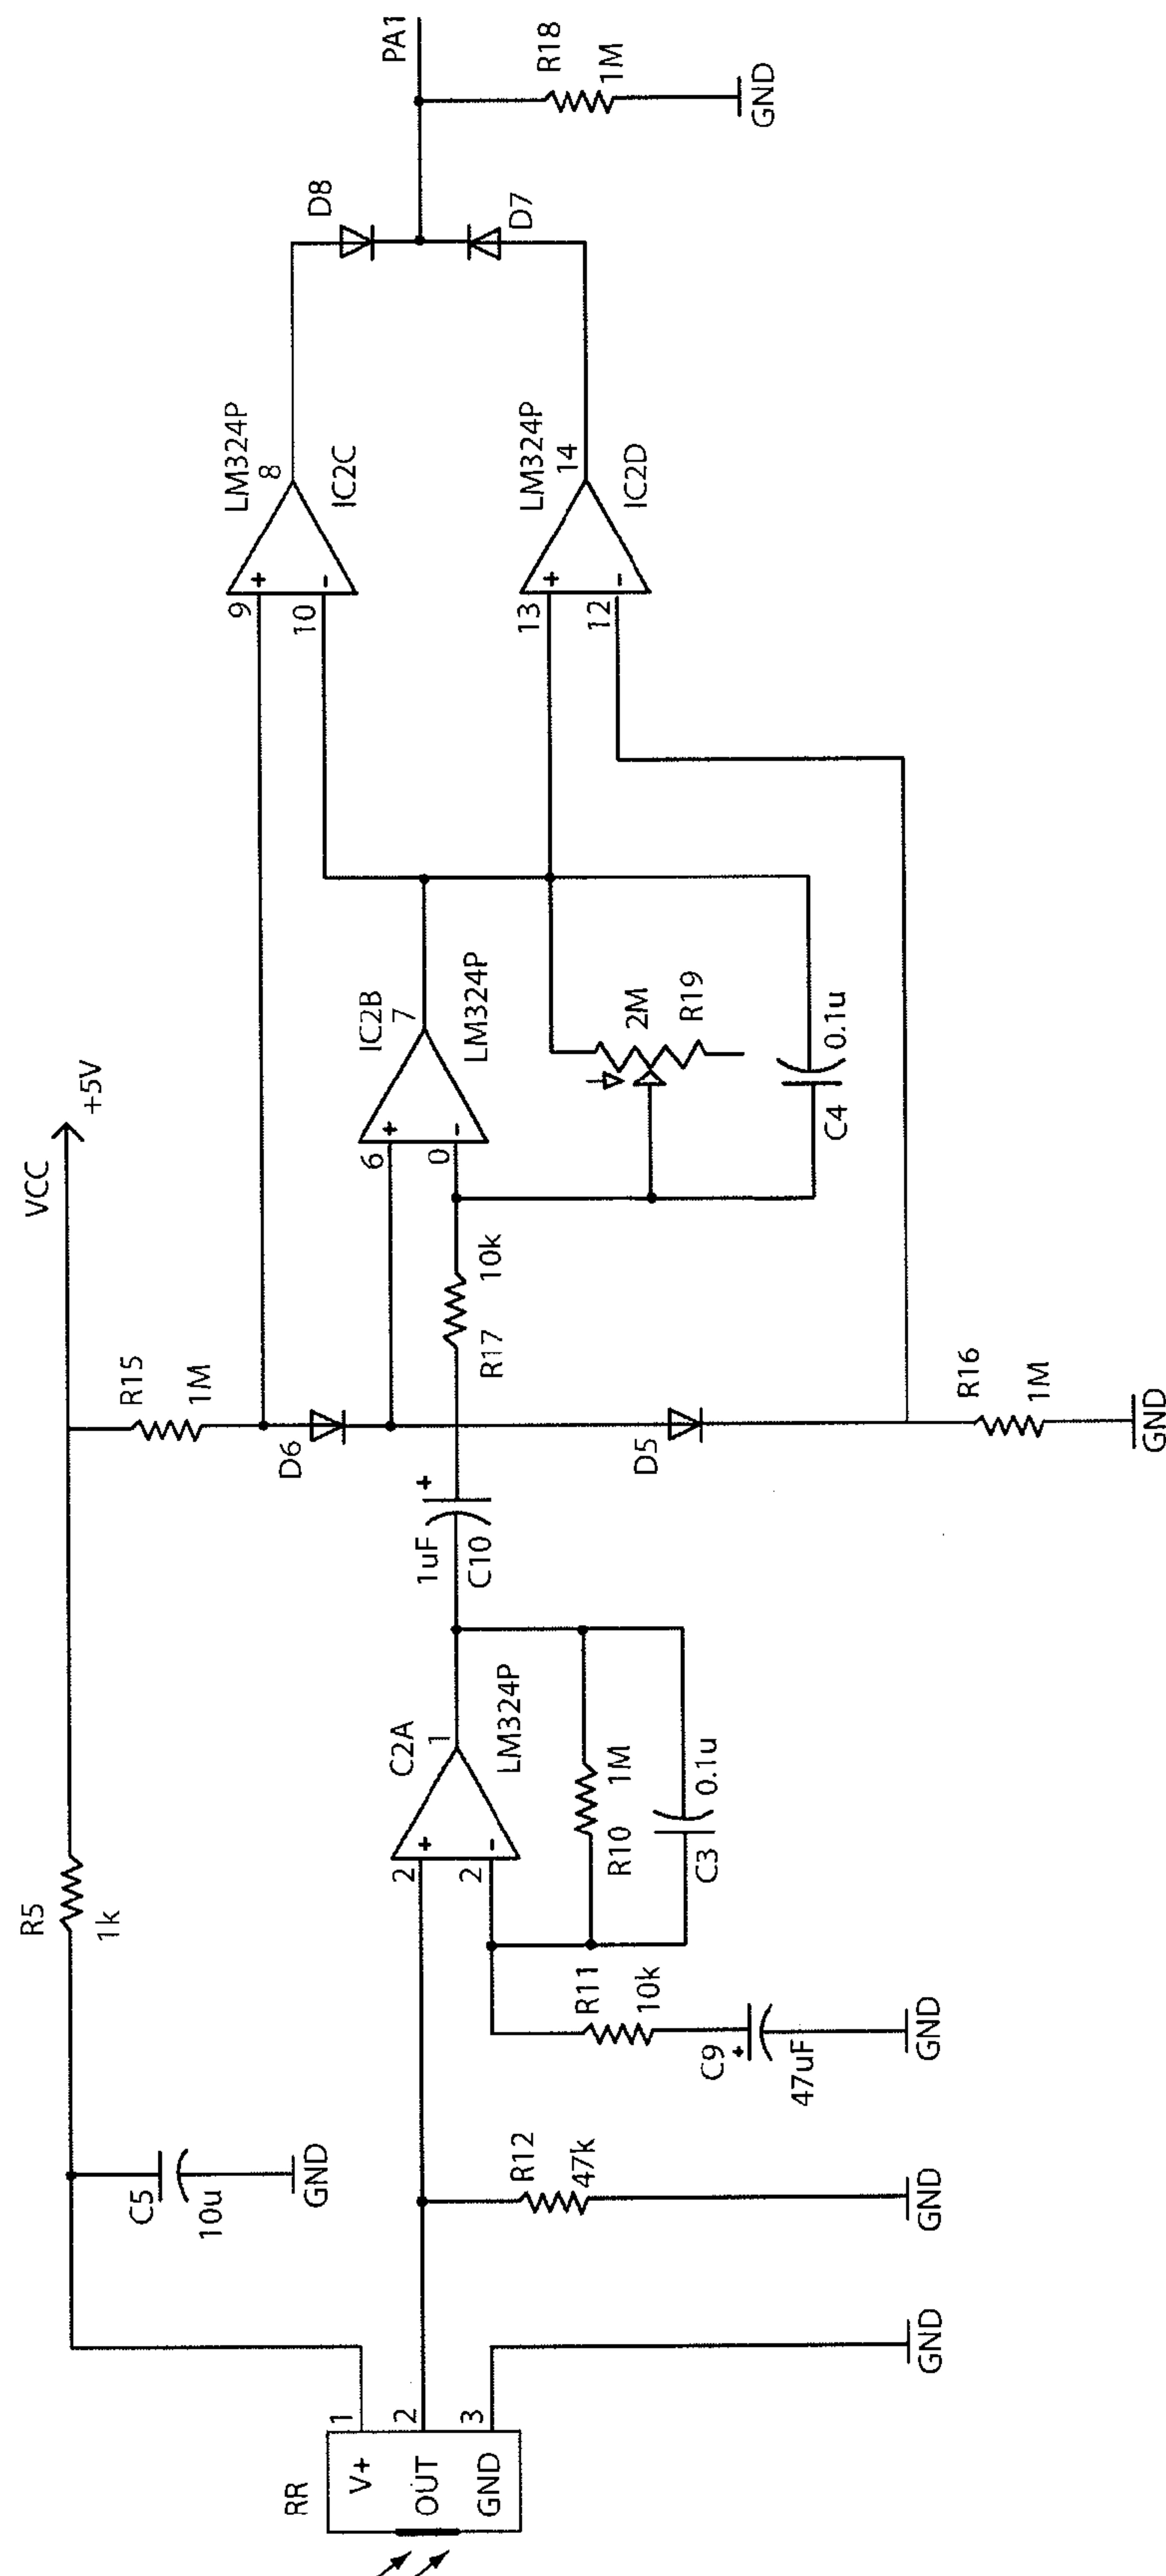 VCC
+5V
R5
1k
C5
10u
GND
RR
V+
OUT
GND
1
2
3
GND
R12
47k
GND
R11
10k
C9
+
47uF
GND
2
2
+
-
C2A
1
LM324P
R10
1M
C3
0.1u
1uF
+
C10
R15
1M
D6
D5
R16
1M
GND
R17
10k
6
0
+
-
IC2B
7
LM324P
2M
R19
C4
0.1u
9
10
+
-
LM324P
8
IC2C
13
12
+
-
LM324P
14
IC2D
D8
D7
PA1
R18
1M
GND